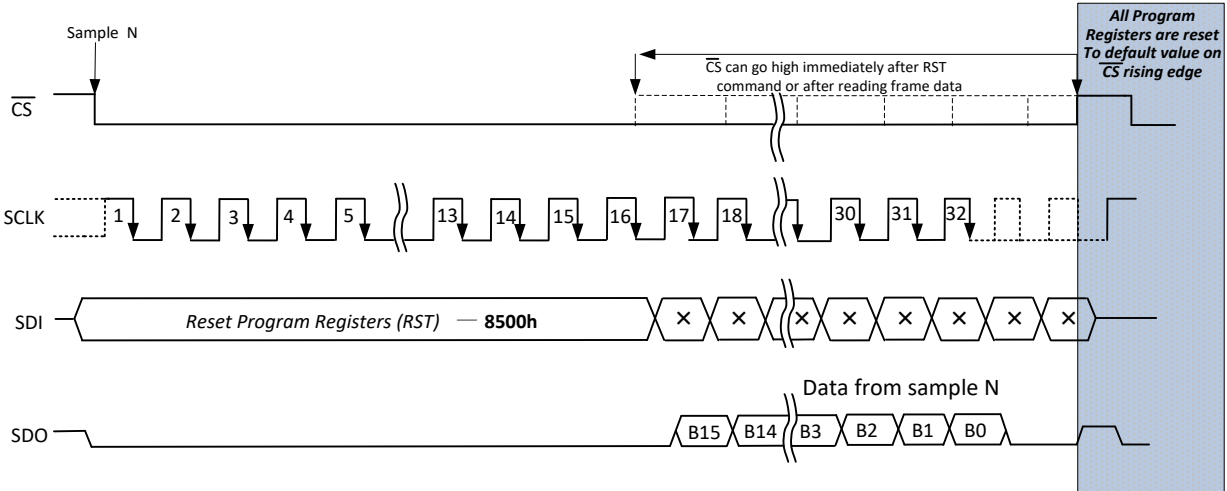 Sample N
All Program
Registers are reset
To default value on
CS rising edge
CS can go high immediately after RST
command or after reading frame data
CS
SCLK 1 2 3 4 5 13 14 15 16 17 18 30 31 32
SDI Reset Program Registers (RST) — 8500h × × × × × × × ×
Data from sample N
SDO B15 B14 B3 B2 B1 B0